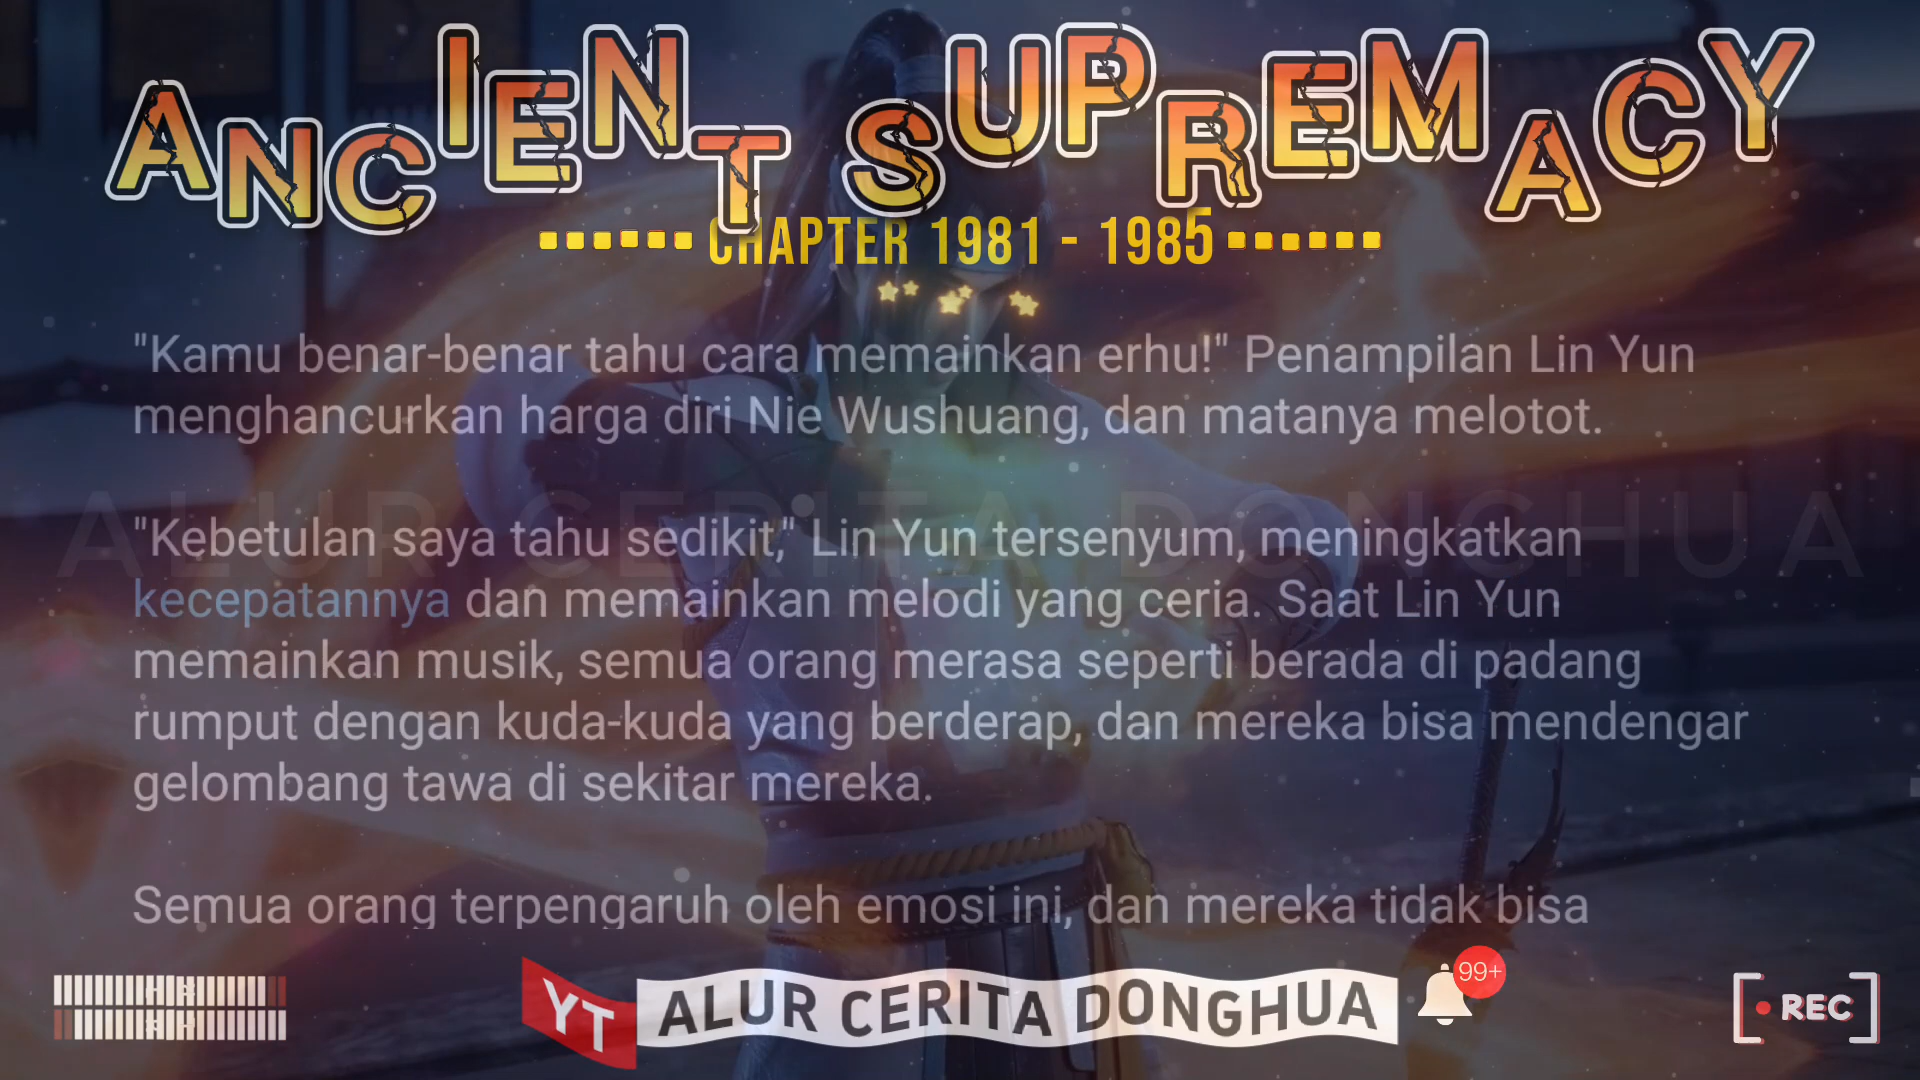 ANCIENT SUPREMACY
CHAPTER 1981 - 1985
"Kamu benar-benar tahu cara memainkan erhu!" Penampilan Lin Yun
menghancurkan harga diri Nie Wushuang, dan matanya melotot.
ALUR CERITA DONGHUA
"Kebetulan saya tahu sedikit," Lin Yun tersenyum, meningkatkan
kecepatannya dan memainkan melodi yang ceria. Saat Lin Yun
memainkan musik, semua orang merasa seperti berada di padang
rumput dengan kuda-kuda yang berderap, dan mereka bisa mendengar
gelombang tawa di sekitar mereka.
Semua orang terpengaruh oleh emosi ini, dan mereka tidak bisa
YT ALUR CERITA DONGHUA
99+
REC